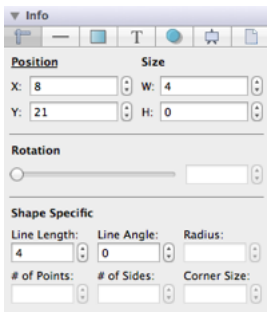 Info
T
Position Size
X: 8 W: 4
Y: 21 H: 0
Rotation
Shape Specific
Line Length: Line Angle: Radius:
4 0
# of Points: # of Sides: Corner Size: